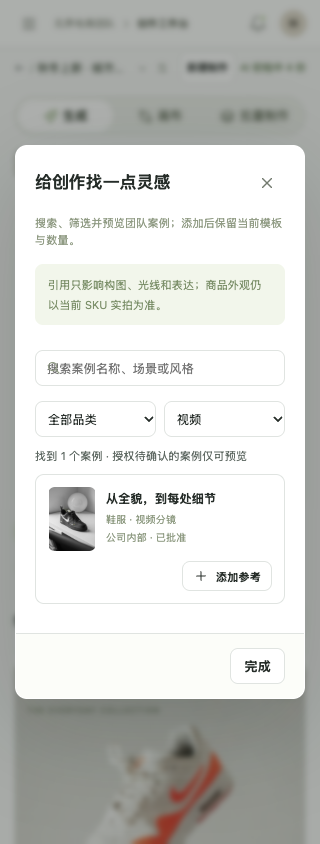 给创作找一点灵感
搜索、筛选并预览团队案例；添加后保留当前模板
与数量。
引用只影响构图、光线和表达；商品外观仍
以当前 SKU 实拍为准。
搜索案例名称、场景或风格
全部品类
视频
找到 1 个案例 · 授权待确认的案例仅可预览
从全貌，到每处细节
鞋服 · 视频分镜
公司内部 · 已批准
添加参考
完成